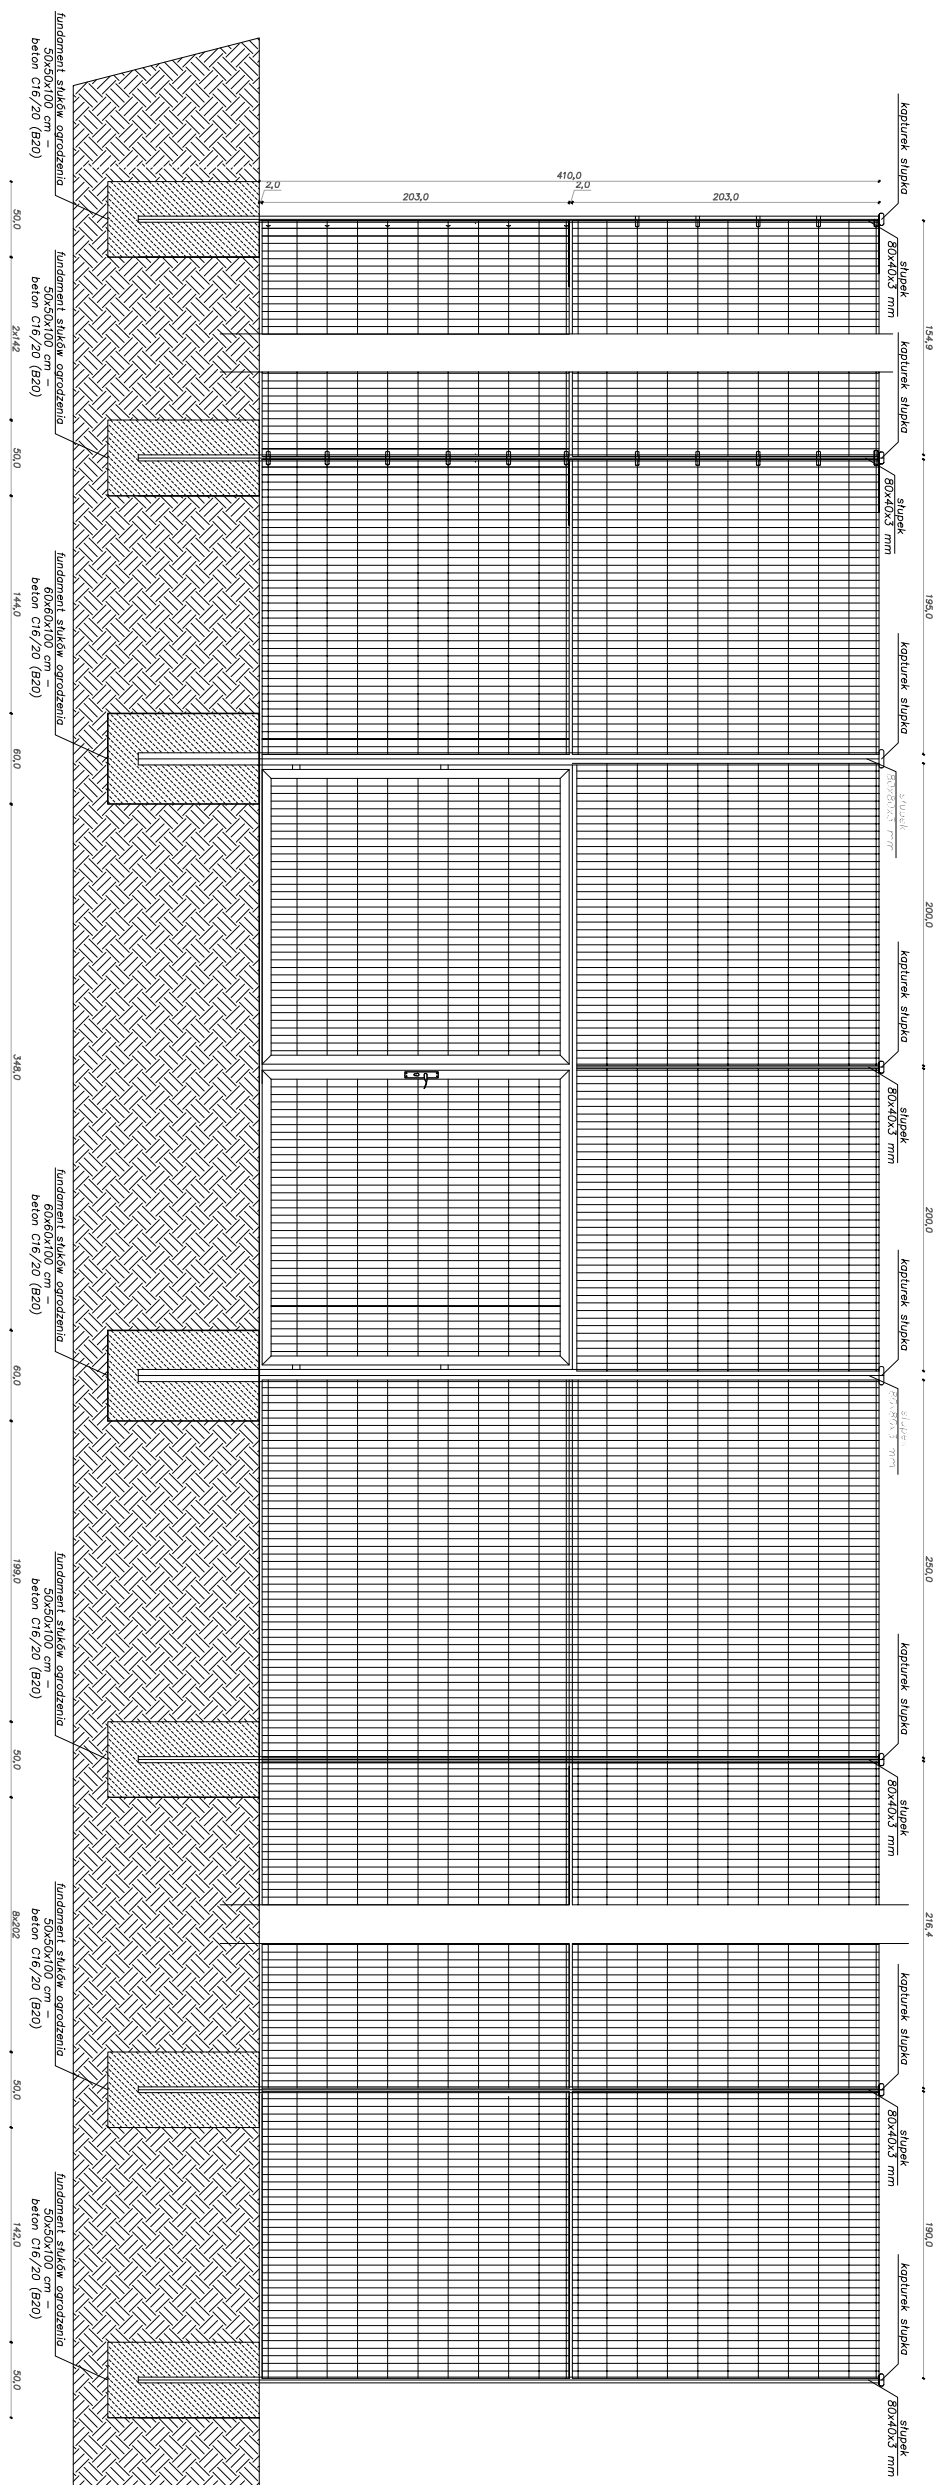 kapturek słupka
słupek
80x40x3 mm
kapturek słupka
słupek
80x40x3 mm
kapturek słupka
słupek
80x80x3 mm
kapturek słupka
słupek
80x40x3 mm
kapturek słupka
80x80x3 mm
kapturek słupka
słupek
80x40x3 mm
kapturek słupka
słupek
80x40x3 mm
kapturek słupka
słupek
80x40x3 mm
154,9
195,0
200,0
200,0
250,0
216,4
190,0
410,0
203,0
2,0
203,0
2,0
fundament słuków ogrodzenia
50x50x100 cm –
beton C16/20 (B20)
fundament słuków ogrodzenia
50x50x100 cm –
beton C16/20 (B20)
fundament słuków ogrodzenia
60x60x100 cm –
beton C16/20 (B20)
fundament słuków ogrodzenia
60x60x100 cm –
beton C16/20 (B20)
fundament słuków ogrodzenia
50x50x100 cm –
beton C16/20 (B20)
fundament słuków ogrodzenia
50x50x100 cm –
beton C16/20 (B20)
fundament słuków ogrodzenia
50x50x100 cm –
beton C16/20 (B20)
50,0
2x142
50,0
144,0
60,0
348,0
60,0
199,0
50,0
8x202
50,0
142,0
50,0